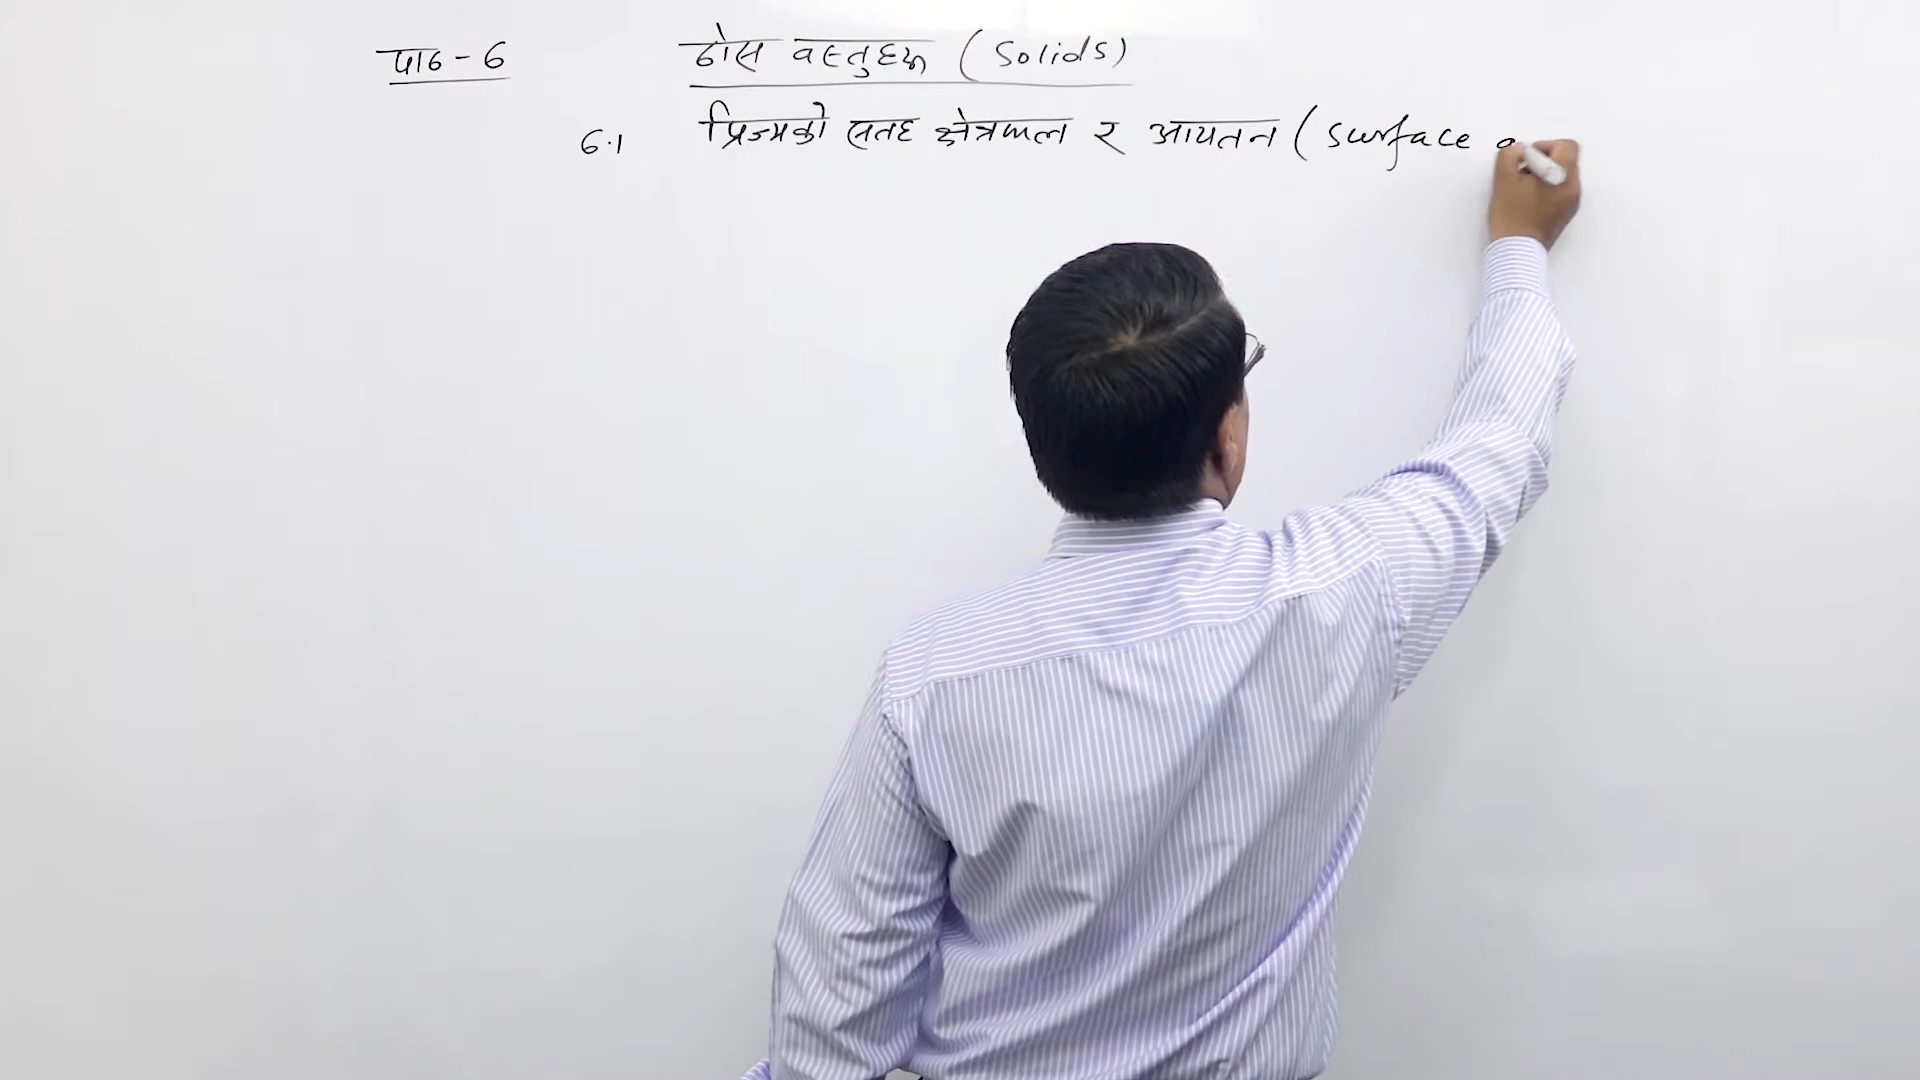 पाठ - 6 ठोस वस्तुहरू (Solids)
6.1 प्रिज्मको सतह क्षेत्रफल र आयतन (Surface a